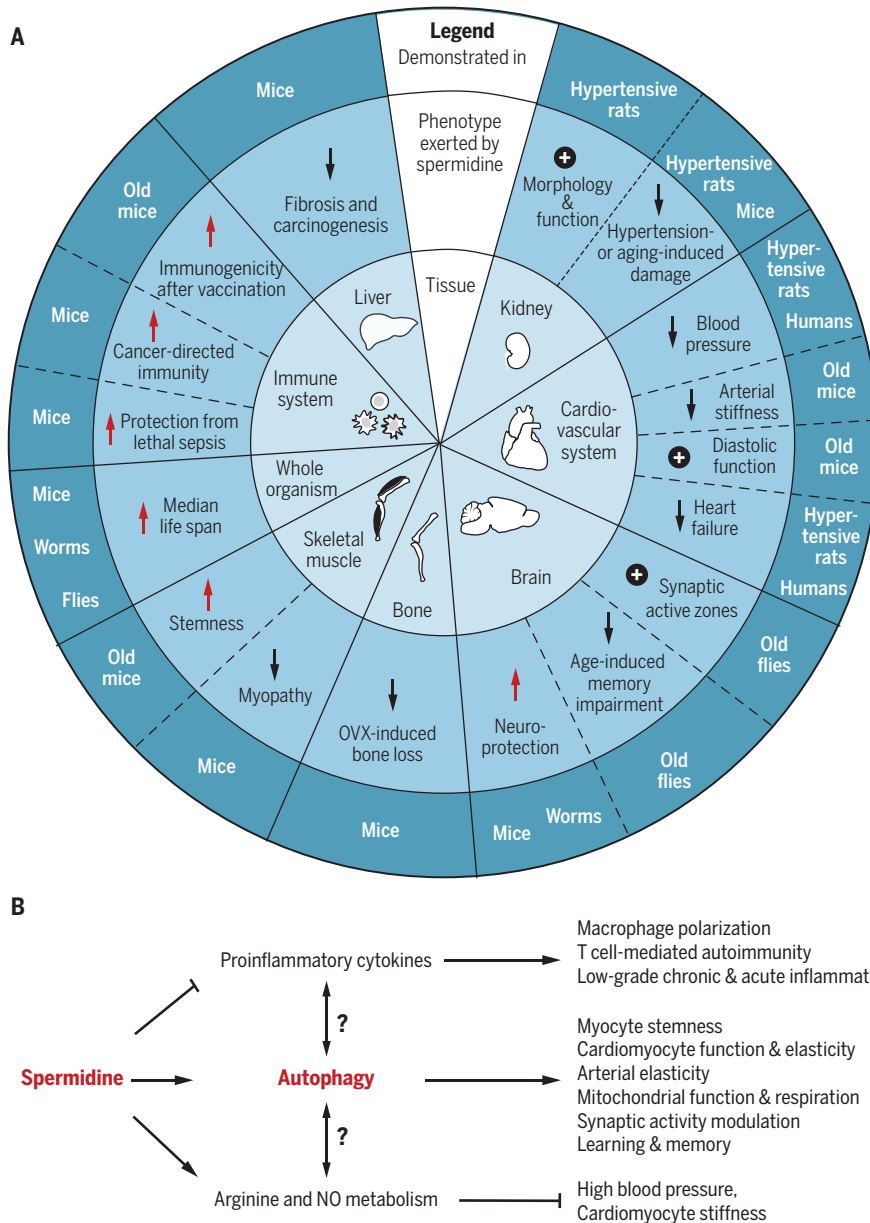 A
Legend
Demonstrated in
Phenotype
exerted by
spermidine
Tissue
Hypertensive
rats
+
Morphology
&
function
Hypertensive
rats
Mice
Hypertension-
or aging-induced
damage
Kidney
Hyper-
tensive
rats
Humans
Blood
pressure
Old
mice
Arterial
stiffness
Old
mice
+
Diastolic
function
Hyper-
tensive
rats
Humans
Heart
failure
Cardio-
vascular
system
Old
flies
+
Synaptic
active zones
Old
flies
Age-induced
memory
impairment
Worms
Mice
Neuro-
protection
Brain
Mice
OVX-induced
bone loss
Bone
Mice
Myopathy
Old
mice
Stemness
Skeletal
muscle
Mice
Worms
Flies
Median
life span
Whole
organism
Mice
Protection from
lethal sepsis
Mice
Cancer-directed
immunity
Old
mice
Immunogenicity
after vaccination
Immune
system
Mice
Fibrosis and
carcinogenesis
Liver
B
Proinflammatory cytokines
Macrophage polarization
T cell-mediated autoimmunity
Low-grade chronic & acute inflammat
?
Spermidine
Autophagy
Myocyte stemness
Cardiomyocyte function & elasticity
Arterial elasticity
Mitochondrial function & respiration
Synaptic activity modulation
Learning & memory
?
Arginine and NO metabolism
High blood pressure,
Cardiomyocyte stiffness